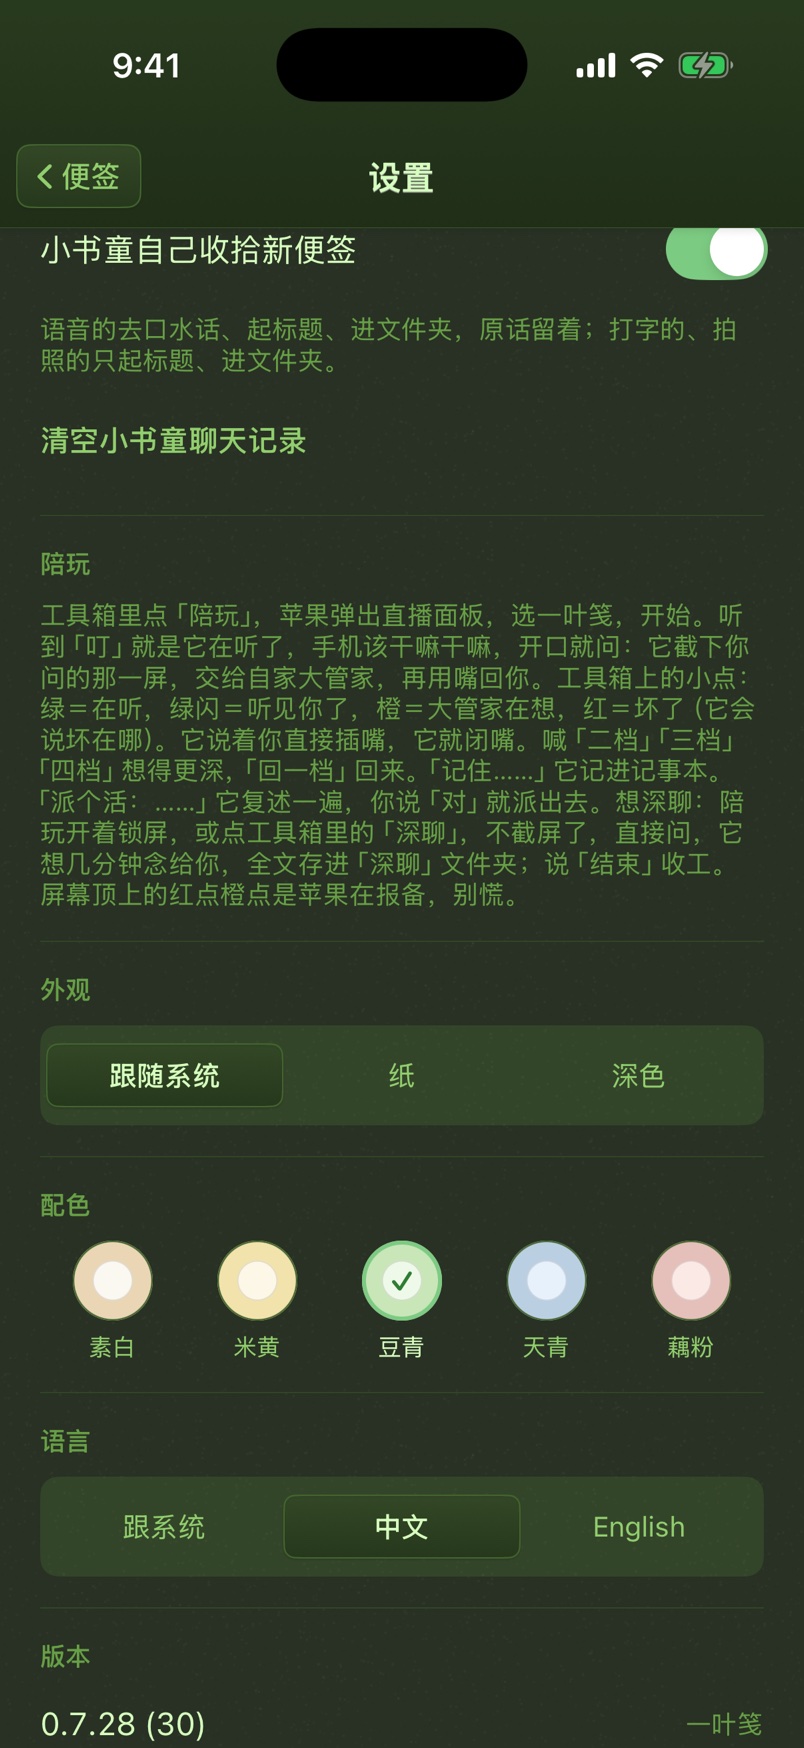 9:41
便签
设置
小书童自己收拾新便签
语音的去口水话、起标题、进文件夹，原话留着；打字的、拍
照的只起标题、进文件夹。
清空小书童聊天记录
陪玩
工具箱里点「陪玩」，苹果弹出直播面板，选一叶笺，开始。听
到「叮」就是它在听了，手机该干嘛干嘛，开口就问：它截下你
问的那一屏，交给自家大管家，再用嘴回你。工具箱上的小点：
绿＝在听，绿闪＝听见你了，橙＝大管家在想，红＝坏了（它会
说坏在哪）。它说着你直接插嘴，它就闭嘴。喊「二档」「三档」
「四档」想得更深，「回一档」回来。「记住……」它记进记事本。
「派个活：……」它复述一遍，你说「对」就派出去。想深聊：陪
玩开着锁屏，或点工具箱里的「深聊」，不截屏了，直接问，它
想几分钟念给你，全文存进「深聊」文件夹；说「结束」收工。
屏幕顶上的红点橙点是苹果在报备，别慌。
外观
跟随系统 纸 深色
配色
素白 米黄 豆青 天青 藕粉
语言
跟系统 中文 English
版本
0.7.28 (30) 一叶笺